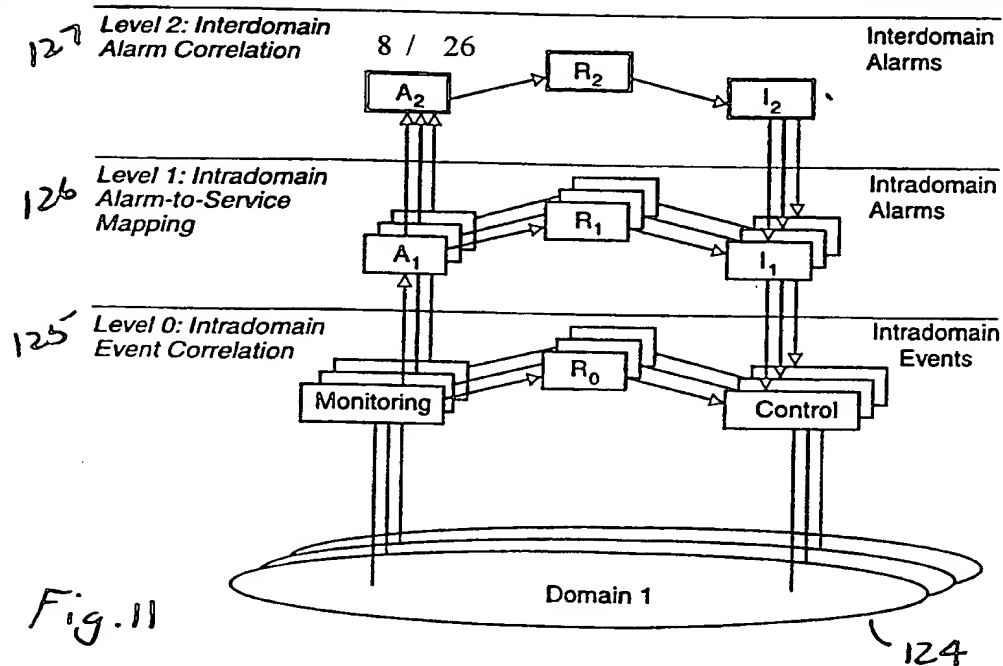 127
Level 2: Interdomain
Alarm Correlation
8 / 26
Interdomain
Alarms
A2
R2
I2
126
Level 1: Intradomain
Alarm-to-Service
Mapping
Intradomain
Alarms
A1
R1
I1
125
Level 0: Intradomain
Event Correlation
Intradomain
Events
Monitoring
R0
Control
Domain 1
Fig. 11
124